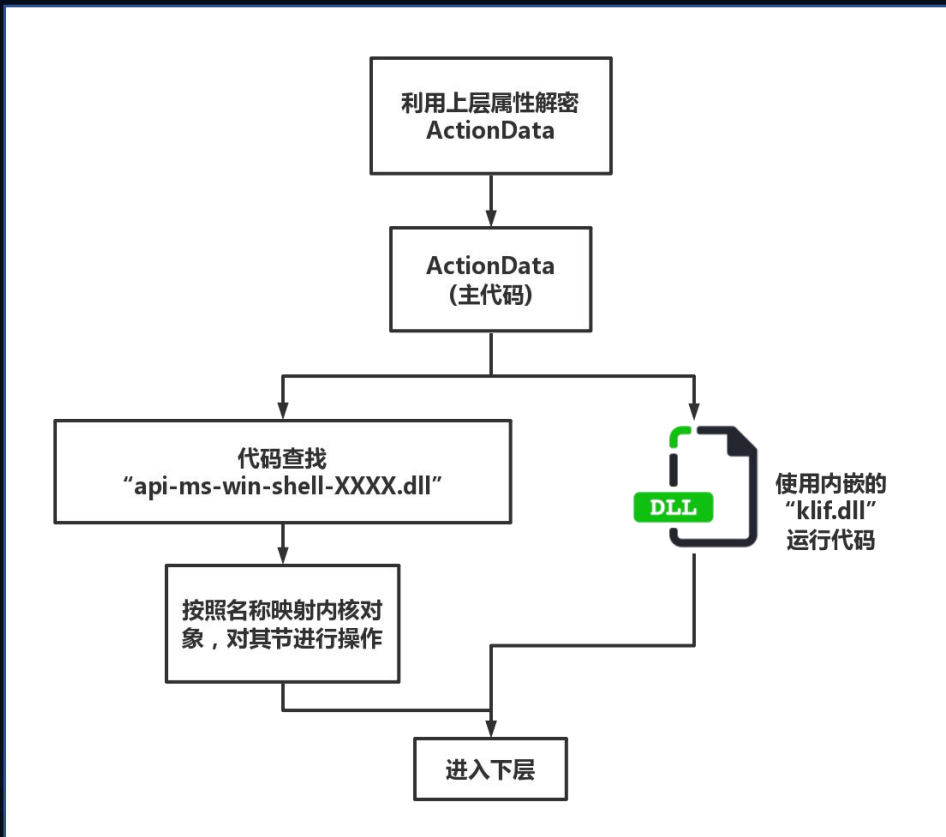 利用上层属性解密
ActionData
ActionData
(主代码)
代码查找
“api-ms-win-shell-XXXX.dll”
DLL
使用内嵌的
“klif.dll”
运行代码
按照名称映射内核对
象，对其节进行操作
进入下层